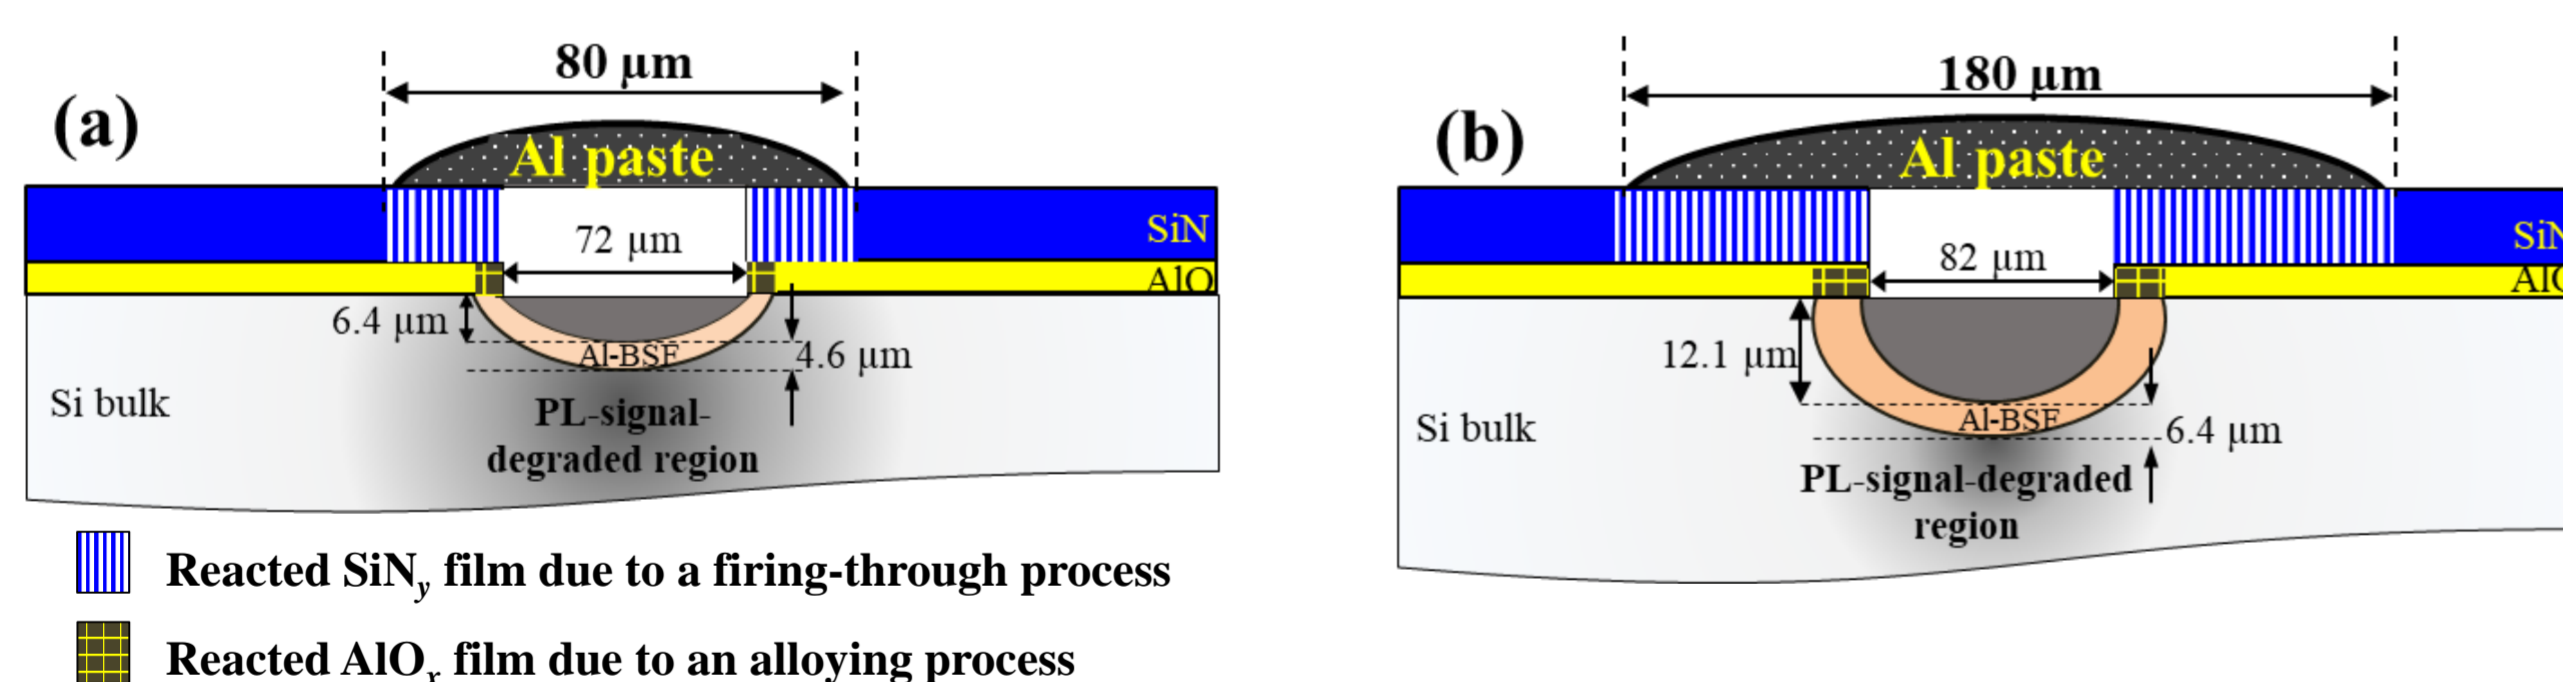 (a)
80 µm
Al paste
72 µm
SiN
AlO
6.4 µm
Al-BSF
4.6 µm
Si bulk
PL-signal-
degraded region
(b)
180 µm
Al paste
82 µm
SiN
AlO
12.1 µm
Al-BSF
6.4 µm
Si bulk
PL-signal-degraded
region
Reacted SiNy film due to a firing-through process
Reacted AlOx film due to an alloying process